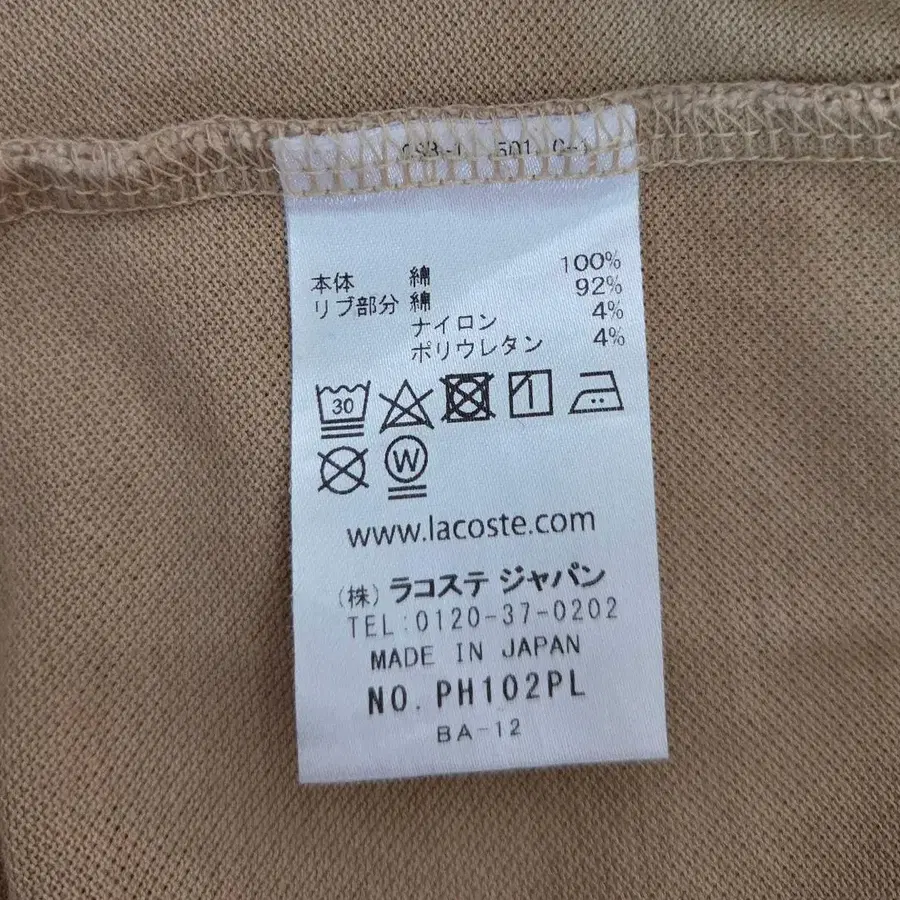 本体 綿 100%
リブ部分 綿 92%
ナイロン 4%
ポリウレタン 4%
30
W
www.lacoste.com
(株) ラコステ ジャパン
TEL:0120-37-0202
MADE IN JAPAN
NO. PH102PL
BA-12